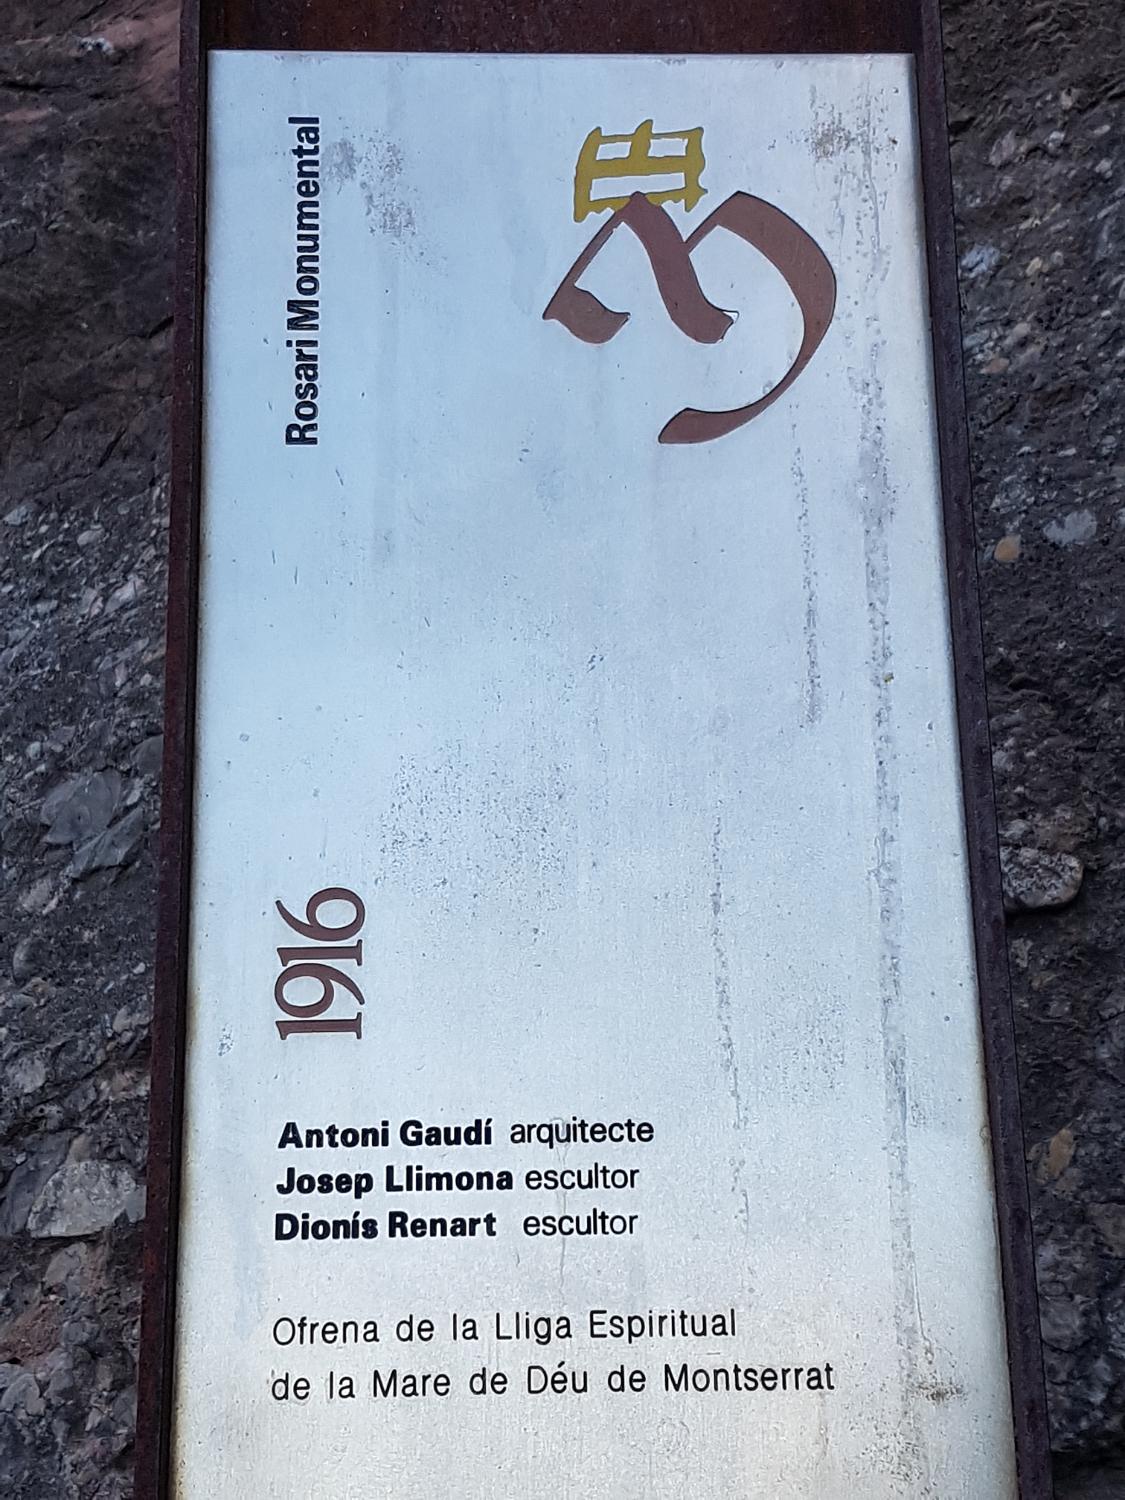 Rosari Monumental
1916
Antoni Gaudí arquitecte
Josep Llimona escultor
Dionís Renart escultor
Ofrena de la Lliga Espiritual
de la Mare de Déu de Montserrat